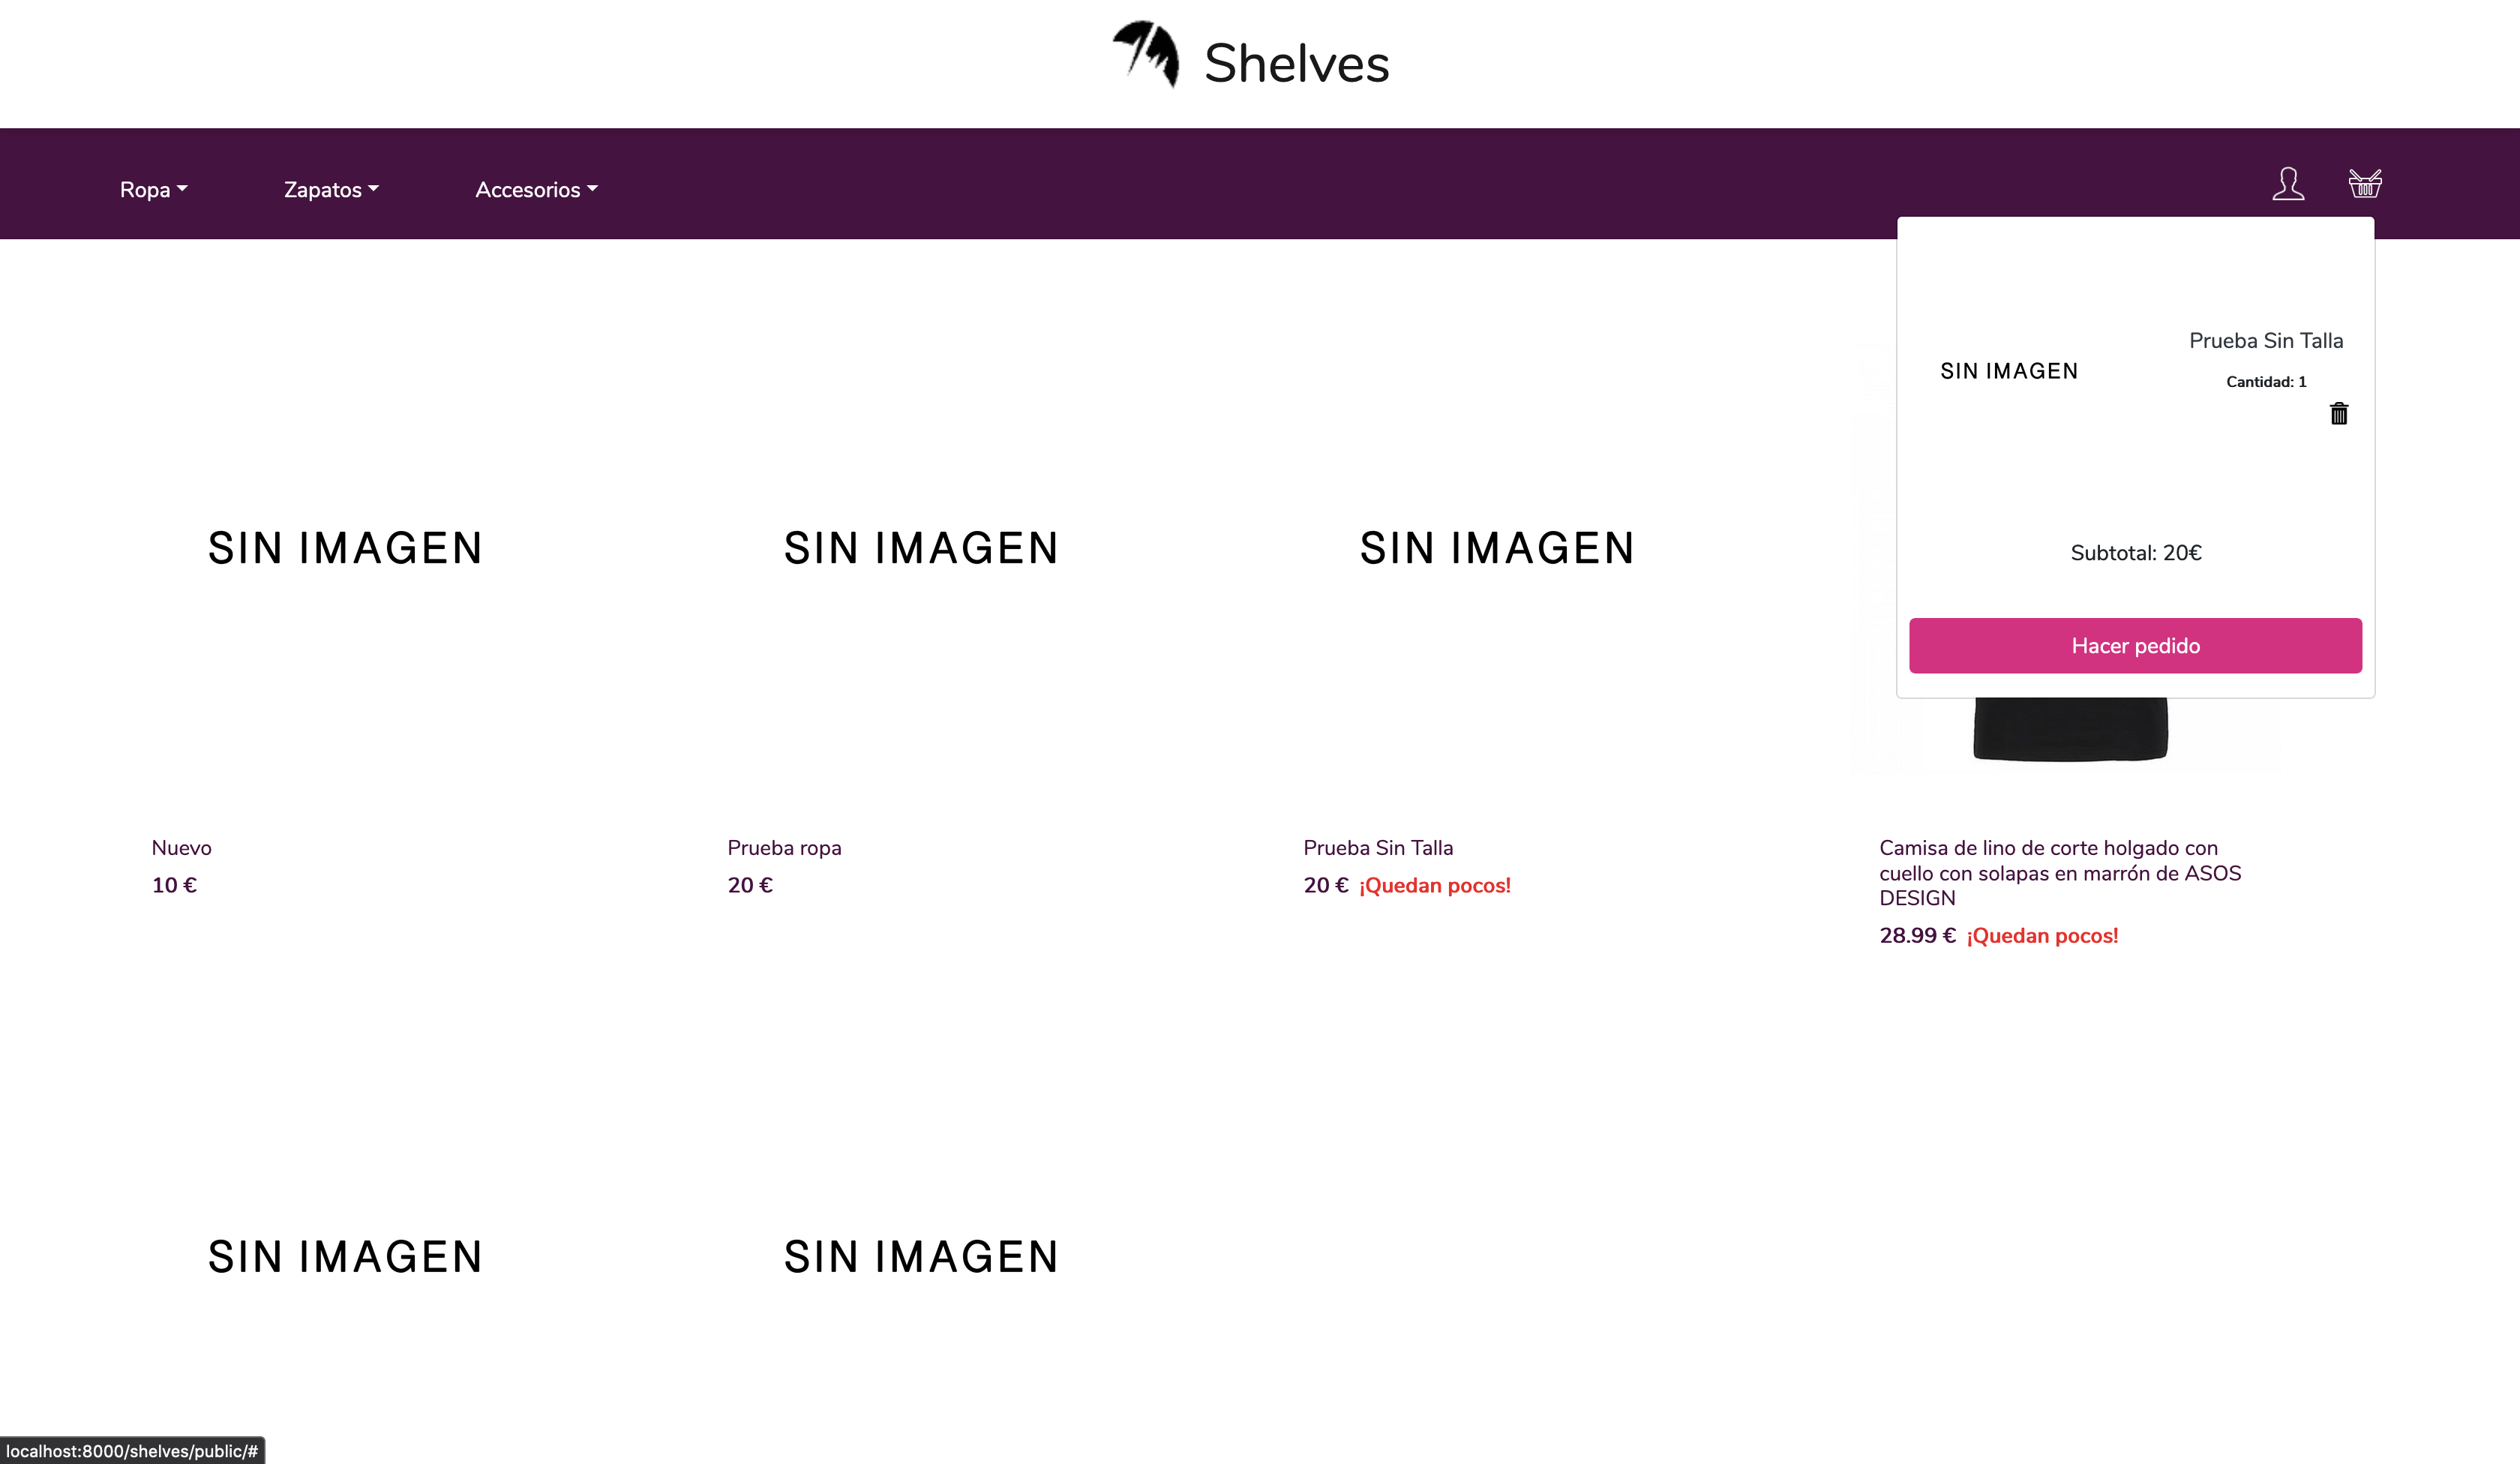 Shelves
Ropa
Zapatos
Accesorios
Prueba Sin Talla
SIN IMAGEN
Cantidad: 1
Subtotal: 20€
Hacer pedido
SIN IMAGEN
SIN IMAGEN
SIN IMAGEN
Nuevo
10 €
Prueba ropa
20 €
Prueba Sin Talla
20 € ¡Quedan pocos!
Camisa de lino de corte holgado con
cuello con solapas en marrón de ASOS
DESIGN
28.99 € ¡Quedan pocos!
SIN IMAGEN
SIN IMAGEN
localhost:8000/shelves/public/#